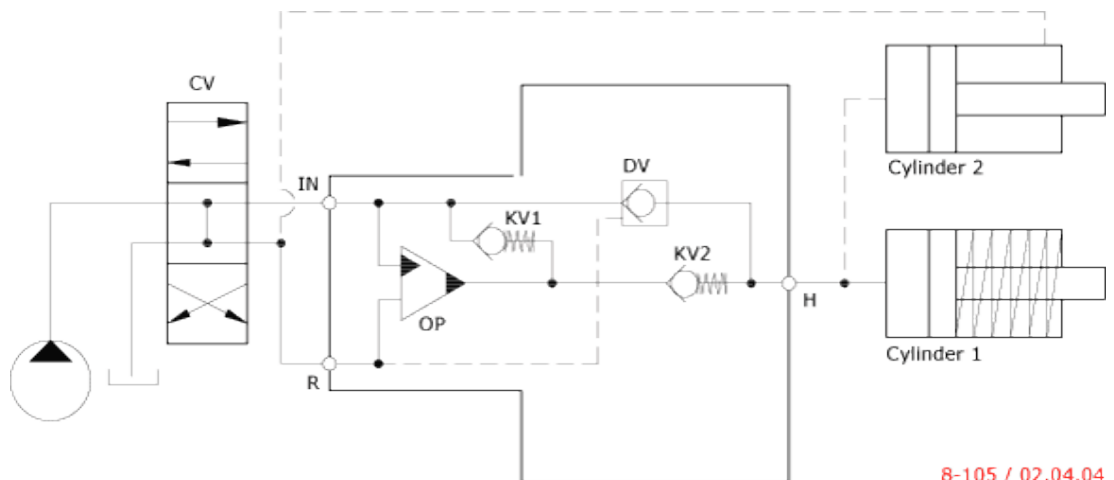 CV
IN
DV
KV1
KV2
OP
R
H
Cylinder 2
Cylinder 1
8-105 / 02.04.04